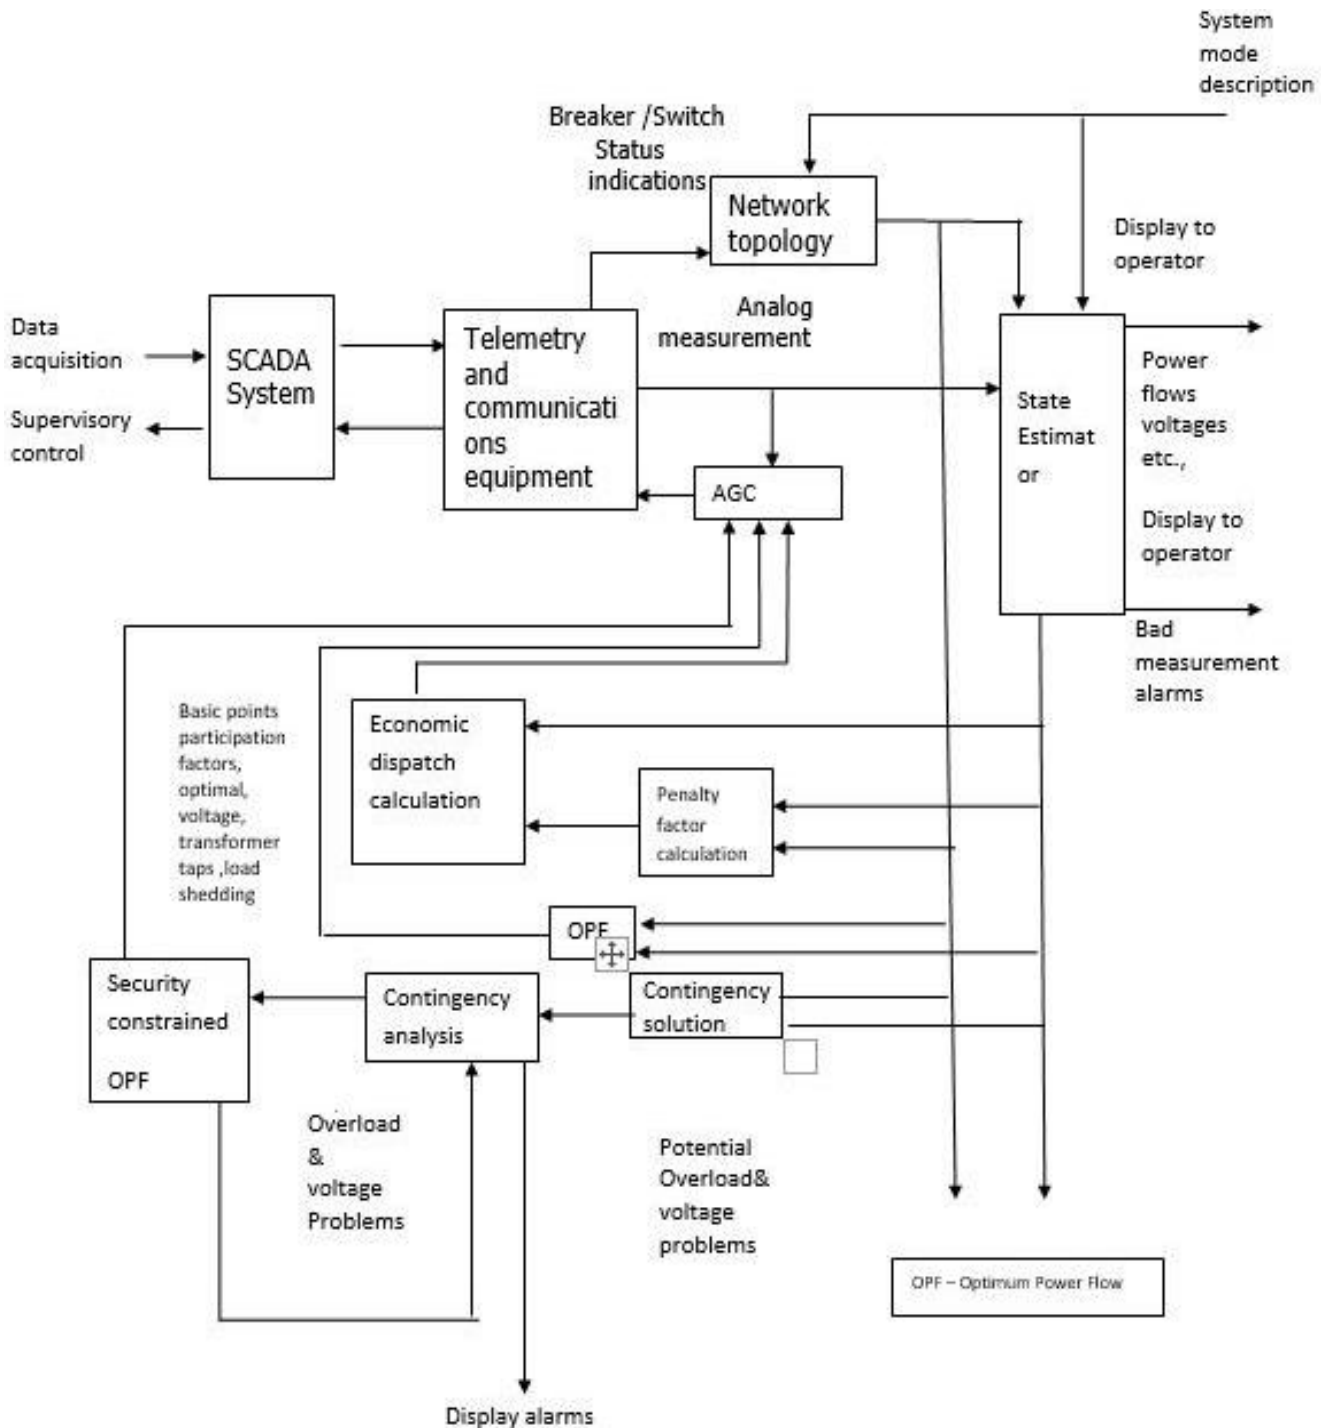 System
mode
description
Breaker /Switch
Status
indications
Network
topology
Display to
operator
Analog
measurement
Data
acquisition
Supervisory
control
SCADA
System
Telemetry
and
communicati
ons
equipment
AGC
State
Estimat
or
Power
flows
voltages
etc.,
Display to
operator
Bad
measurement
alarms
Basic points
participation
factors,
optimal,
voltage,
transformer
taps ,load
shedding
Economic
dispatch
calculation
Penalty
factor
calculation
OPF
Security
constrained
OPF
Contingency
analysis
Contingency
solution
Overload
&
voltage
Problems
Potential
Overload&
voltage
problems
OPF – Optimum Power Flow
Display alarms